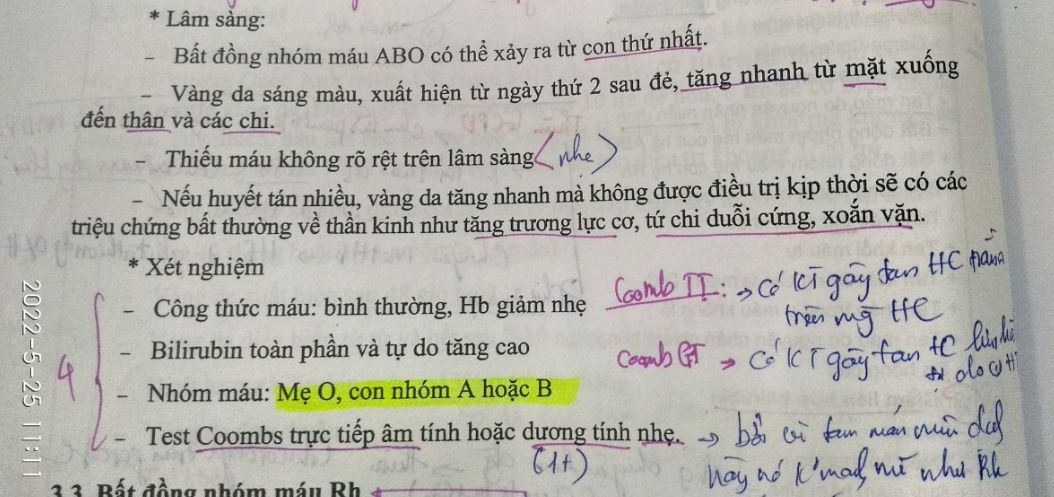 * Lâm sàng:
- Bất đồng nhóm máu ABO có thể xảy ra từ con thứ nhất.
- Vàng da sáng màu, xuất hiện từ ngày thứ 2 sau đẻ, tăng nhanh từ mặt xuống
đến thân và các chi.
- Thiếu máu không rõ rệt trên lâm sàng (nhẹ)
- Nếu huyết tán nhiều, vàng da tăng nhanh mà không được điều trị kịp thời sẽ có các
triệu chứng bất thường về thần kinh như tăng trương lực cơ, tứ chi duỗi cứng, xoắn vặn.
* Xét nghiệm
- Công thức máu: bình thường, Hb giảm nhẹ
Coomb TT: → Có KT gây tan HC
trên mg HC
- Bilirubin toàn phần và tự do tăng cao
Coomb GT → Có KT gây tan
4
- Nhóm máu: Mẹ O, con nhóm A hoặc B
- Test Coombs trực tiếp âm tính hoặc dương tính nhẹ. → bởi vì tan máu
(1+)
này nó K mạnh như Rh
3.3. Bất đồng nhóm máu Rh
2022-5-25 11:11